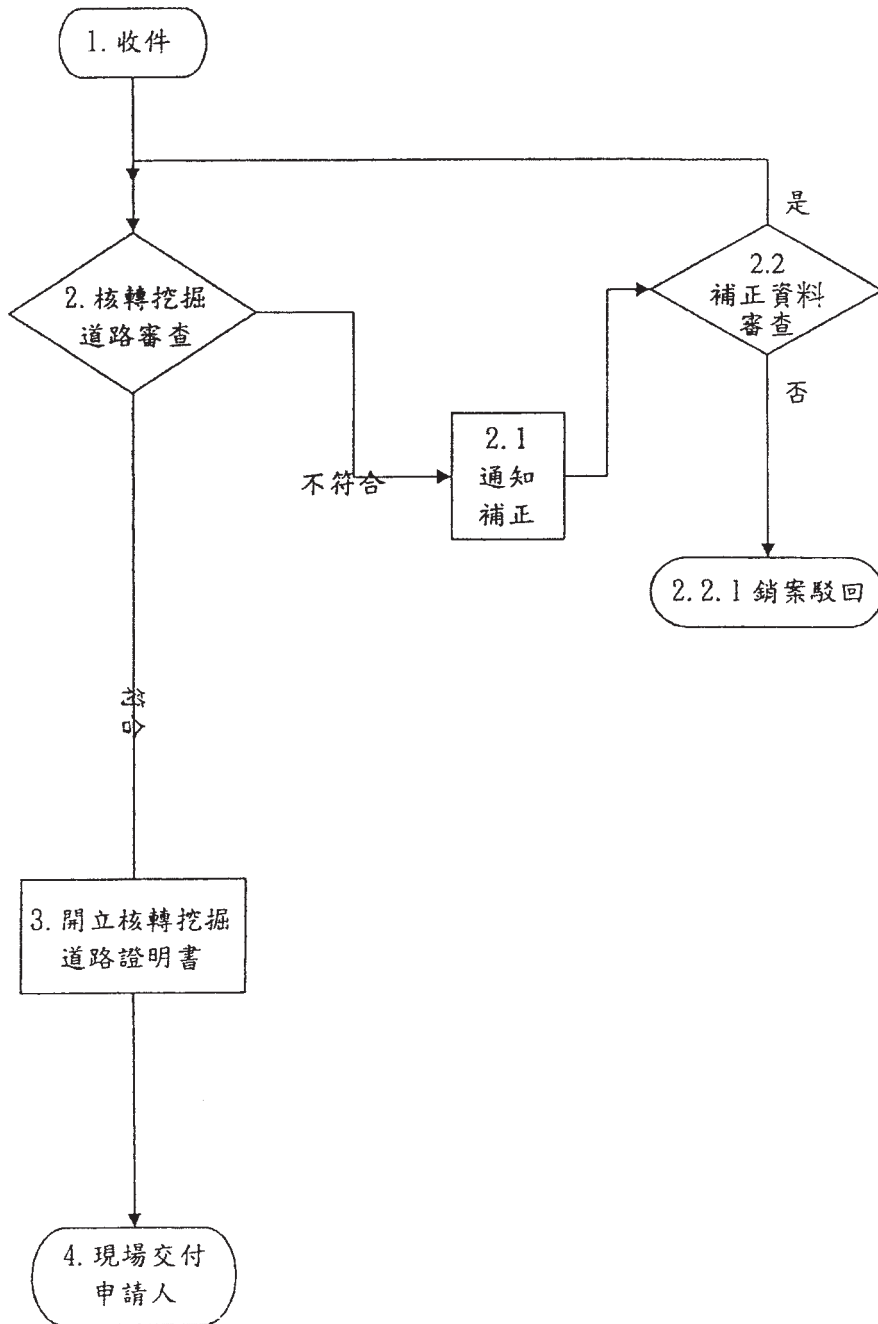 1. 收件
是
2. 核轉挖掘
道路審查
2.2
補正資料
審查
否
2.1
通知
補正
不符合
2.2.1 銷案駁回
符合
3. 開立核轉挖掘
道路證明書
4. 現場交付
申請人